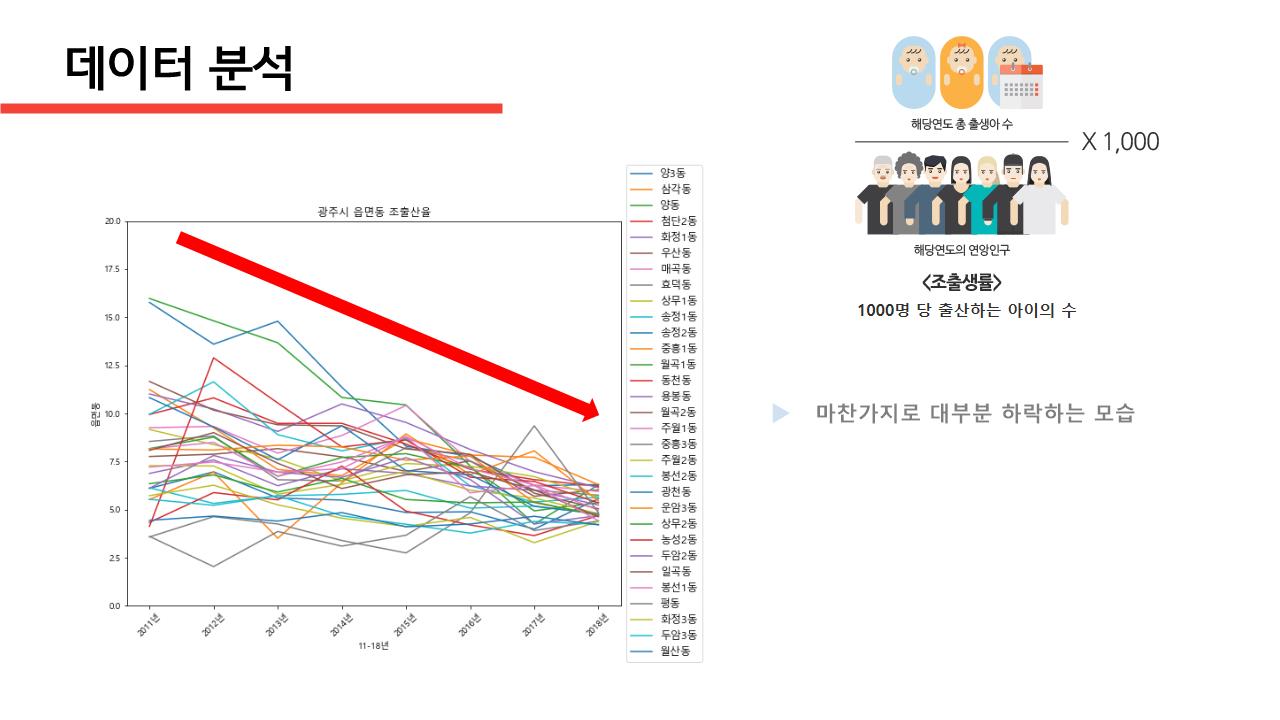 데이터 분석
해당연도 총 출생아 수
X 1,000
해당연도의 연앙인구
<조출생률>
1000명 당 출산하는 아이의 수
마찬가지로 대부분 하락하는 모습
광주시 읍면동 조출산율
20.0
17.5
15.0
12.5
10.0
7.5
5.0
2.5
0.0
읍면동
2011년
2012년
2013년
2014년
2015년
2016년
2017년
2018년
11-18년
양3동
삼각동
양동
첨단2동
화정1동
우산동
매곡동
효덕동
상무1동
송정1동
송정2동
중흥1동
월곡1동
동천동
용봉동
월곡2동
주월1동
중흥3동
주월2동
봉선2동
광천동
운암3동
상무2동
농성2동
두암2동
일곡동
봉선1동
평동
화정3동
두암3동
월산동